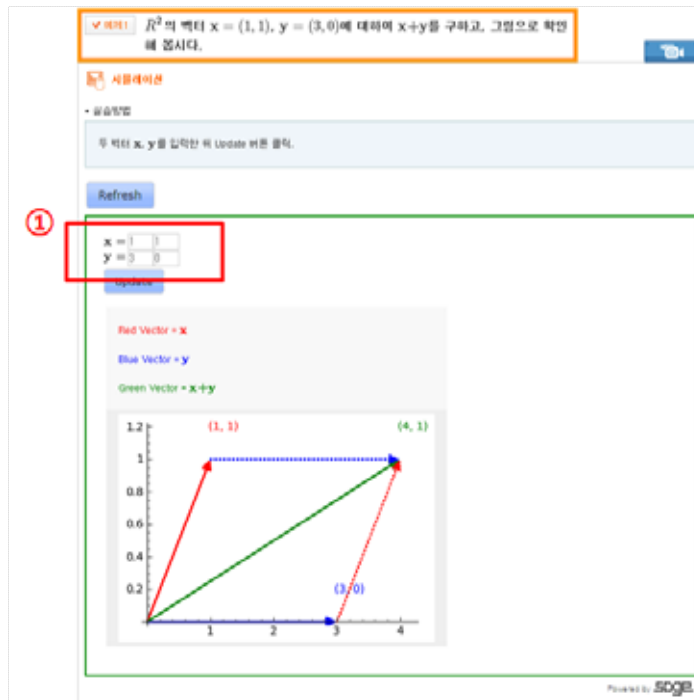 보기1 R² 의 벡터 x = (1, 1), y = (3, 0)에 대하여 x+y를 구하고, 그림으로 확인
해 봅시다.
시뮬레이션
• 실습방법
두 벡터 x, y를 입력한 뒤 Update 버튼 클릭.
Refresh
①
x = 1 1
y = 3 0
Update
Red Vector = x
Blue Vector = y
Green Vector = x+y
1.2
(1, 1)
(4, 1)
1
0.8
0.6
0.4
0.2
(3, 0)
1 2 3 4
Powered by sage